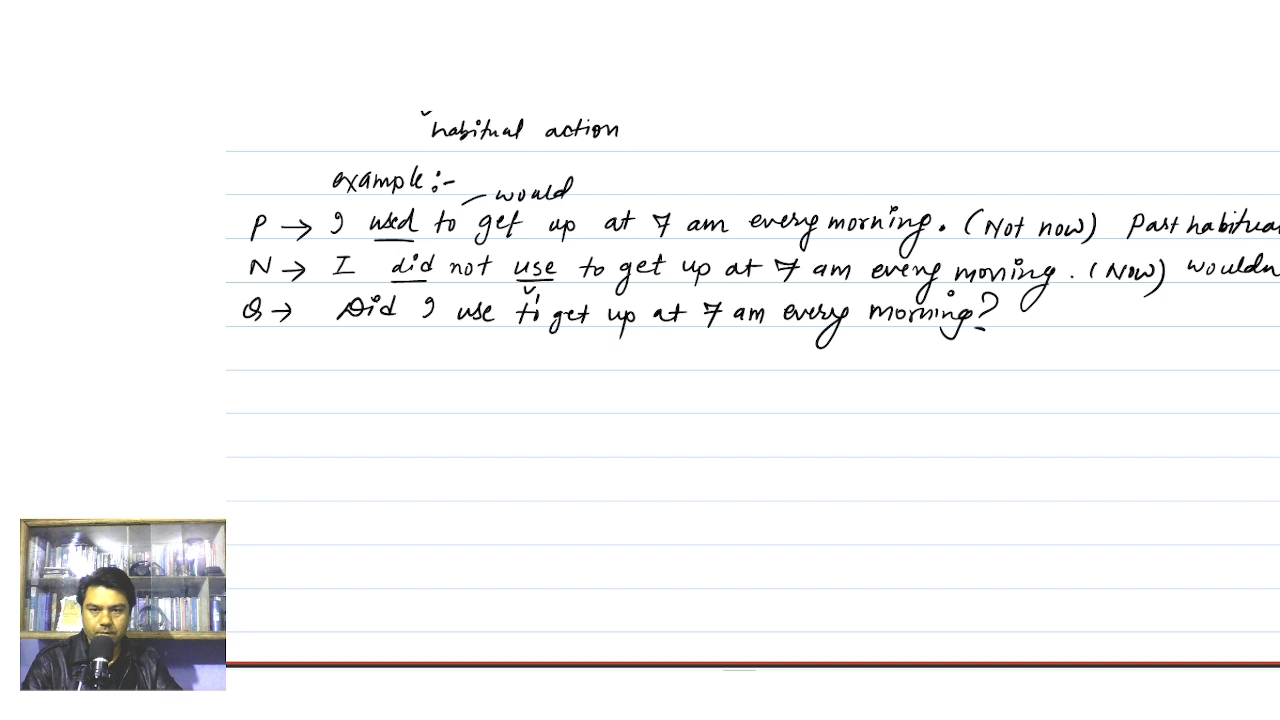 habitual action
example:-
would
P → I used to get up at 7 am every morning. (Not now) Past habitual
N → I did not use to get up at 7 am every morning. (Now) wouldn
Q → Did I use to get up at 7 am every morning?